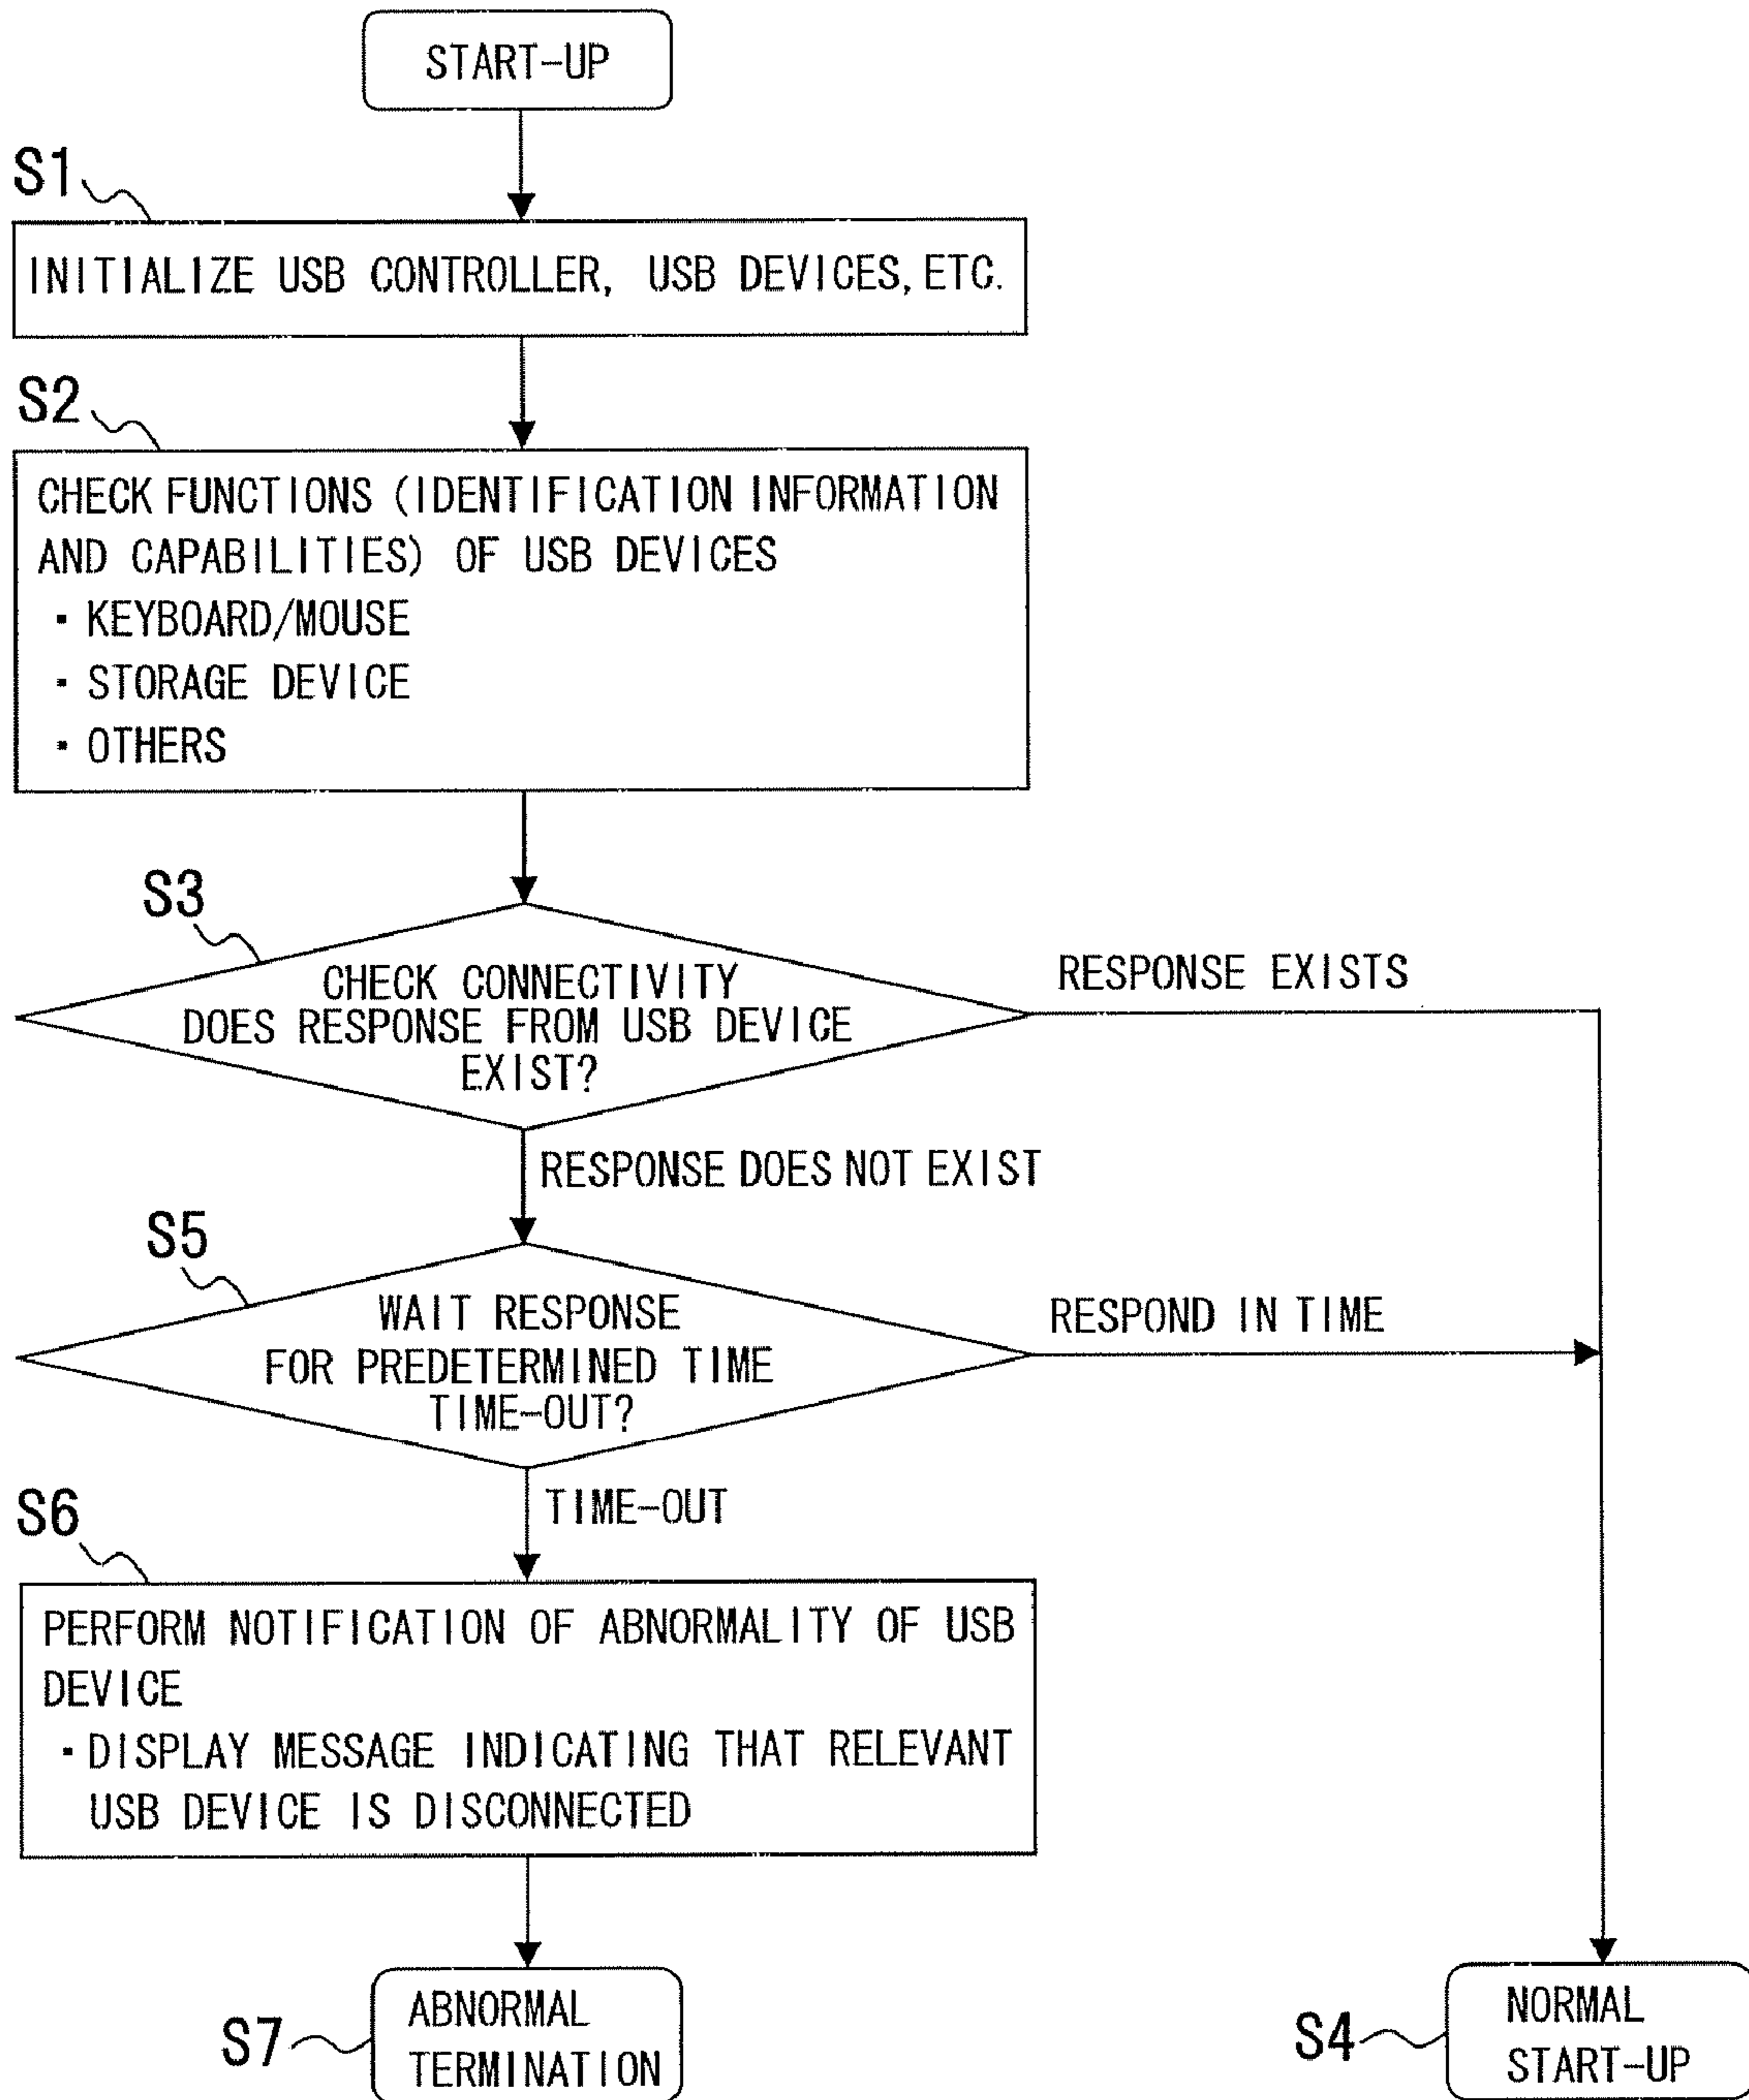 START-UP
S1
INITIALIZE USB CONTROLLER, USB DEVICES, ETC.
S2
CHECK FUNCTIONS (IDENTIFICATION INFORMATION
AND CAPABILITIES) OF USB DEVICES
· KEYBOARD/MOUSE
· STORAGE DEVICE
· OTHERS
S3
CHECK CONNECTIVITY
DOES RESPONSE FROM USB DEVICE
EXIST?
RESPONSE EXISTS
RESPONSE DOES NOT EXIST
S5
WAIT RESPONSE
FOR PREDETERMINED TIME
TIME-OUT?
RESPOND IN TIME
TIME-OUT
S6
PERFORM NOTIFICATION OF ABNORMALITY OF USB
DEVICE
· DISPLAY MESSAGE INDICATING THAT RELEVANT
USB DEVICE IS DISCONNECTED
S7
ABNORMAL
TERMINATION
S4
NORMAL
START-UP